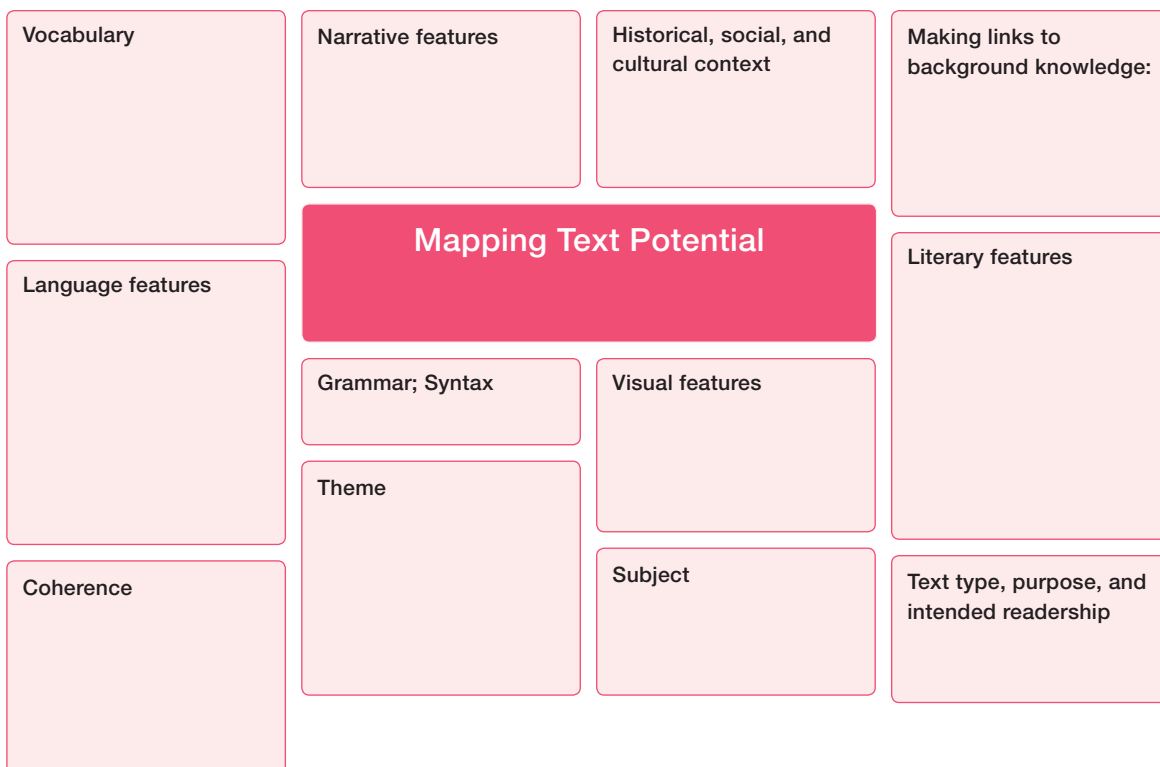 Vocabulary
Narrative features
Historical, social, and
cultural context
Making links to
background knowledge:
Mapping Text Potential
Language features
Literary features
Grammar; Syntax
Visual features
Theme
Coherence
Subject
Text type, purpose, and
intended readership